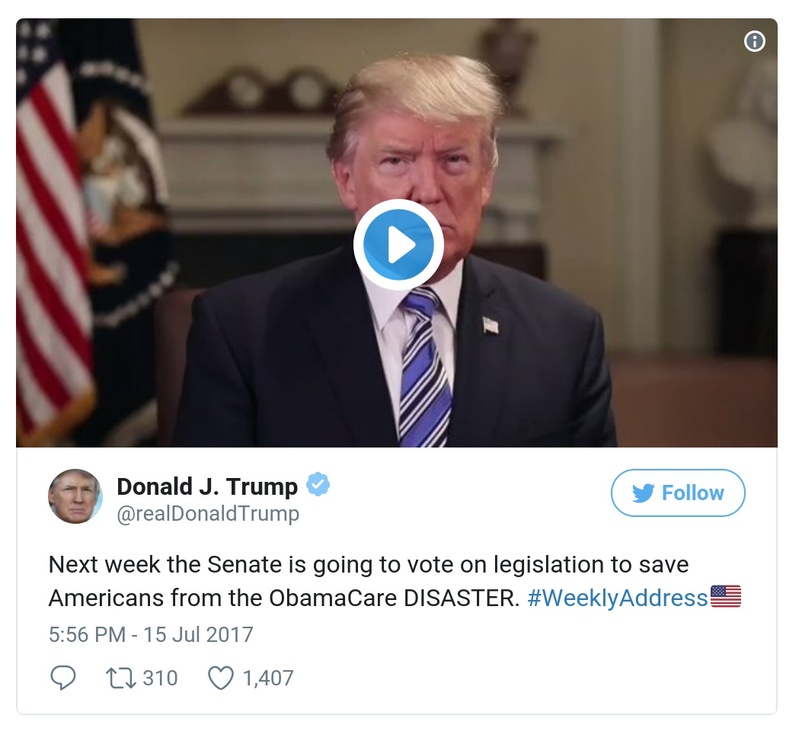 Donald J. Trump
Follow
@realDonaldTrump
Next week the Senate is going to vote on legislation to save
Americans from the ObamaCare DISASTER. #WeeklyAddress🇺🇸
5:56 PM - 15 Jul 2017
310 1,407